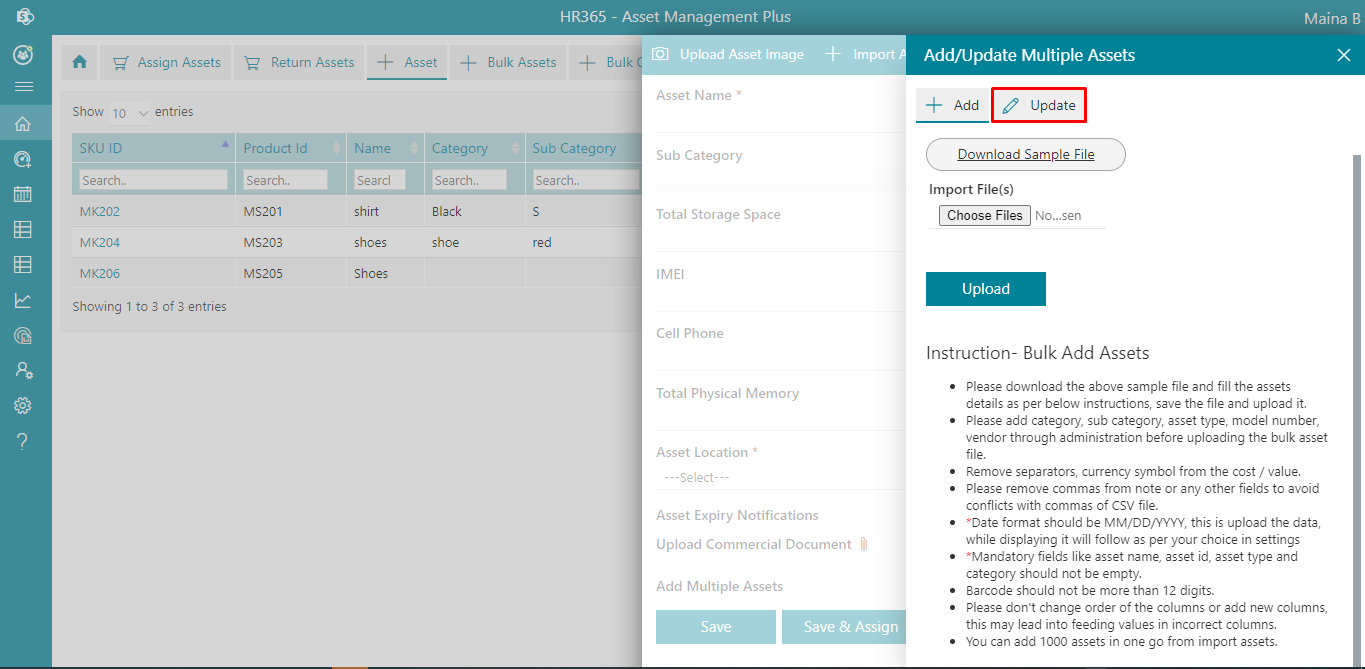 HR365 - Asset Management Plus
Maina B
Assign Assets
Return Assets
Asset
Bulk Assets
Bulk C
Upload Asset Image
Import A
Add/Update Multiple Assets
Show 10 entries
SKU ID Product Id Name Category Sub Category
Search.. Search.. Searcl Search.. Search..
MK202 MS201 shirt Black S
MK204 MS203 shoes shoe red
MK206 MS205 Shoes
Showing 1 to 3 of 3 entries
Asset Name *
Sub Category
Total Storage Space
IMEI
Cell Phone
Total Physical Memory
Asset Location *
---Select---
Asset Expiry Notifications
Upload Commercial Document
Add Multiple Assets
Save
Save & Assign
Add
Update
Download Sample File
Import File(s)
Choose Files No...sen
Upload
Instruction- Bulk Add Assets
• Please download the above sample file and fill the assets
details as per below instructions, save the file and upload it.
• Please add category, sub category, asset type, model number,
vendor through administration before uploading the bulk asset
file.
• Remove separators, currency symbol from the cost / value.
• Please remove commas from note or any other fields to avoid
conflicts with commas of CSV file.
• *Date format should be MM/DD/YYYY, this is upload the data,
while displaying it will follow as per your choice in settings
• *Mandatory fields like asset name, asset id, asset type and
category should not be empty.
• Barcode should not be more than 12 digits.
• Please don't change order of the columns or add new columns,
this may lead into feeding values in incorrect columns.
• You can add 1000 assets in one go from import assets.